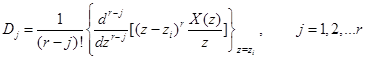 D_j = \frac{1}{(r-j)!} \left\{ \frac{d^{r-j}}{dz^{r-j}} [(z-z_i)^r \frac{X(z)}{z}] \right\}_{z=z_i} , j=1,2,...r